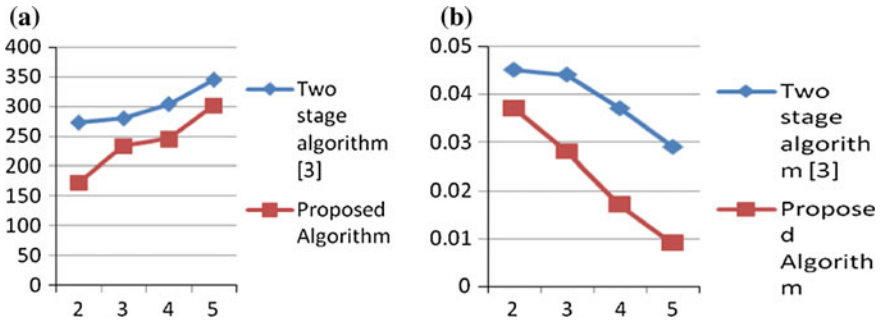 (a)
400
350
300
250
200
150
100
50
0
2 3 4 5
Two
stage
algorithm
[3]
Proposed
Algorithm
(b)
0.05
0.04
0.03
0.02
0.01
0
2 3 4 5
Two
stage
algorith
m [3]
Propose
d
Algorith
m